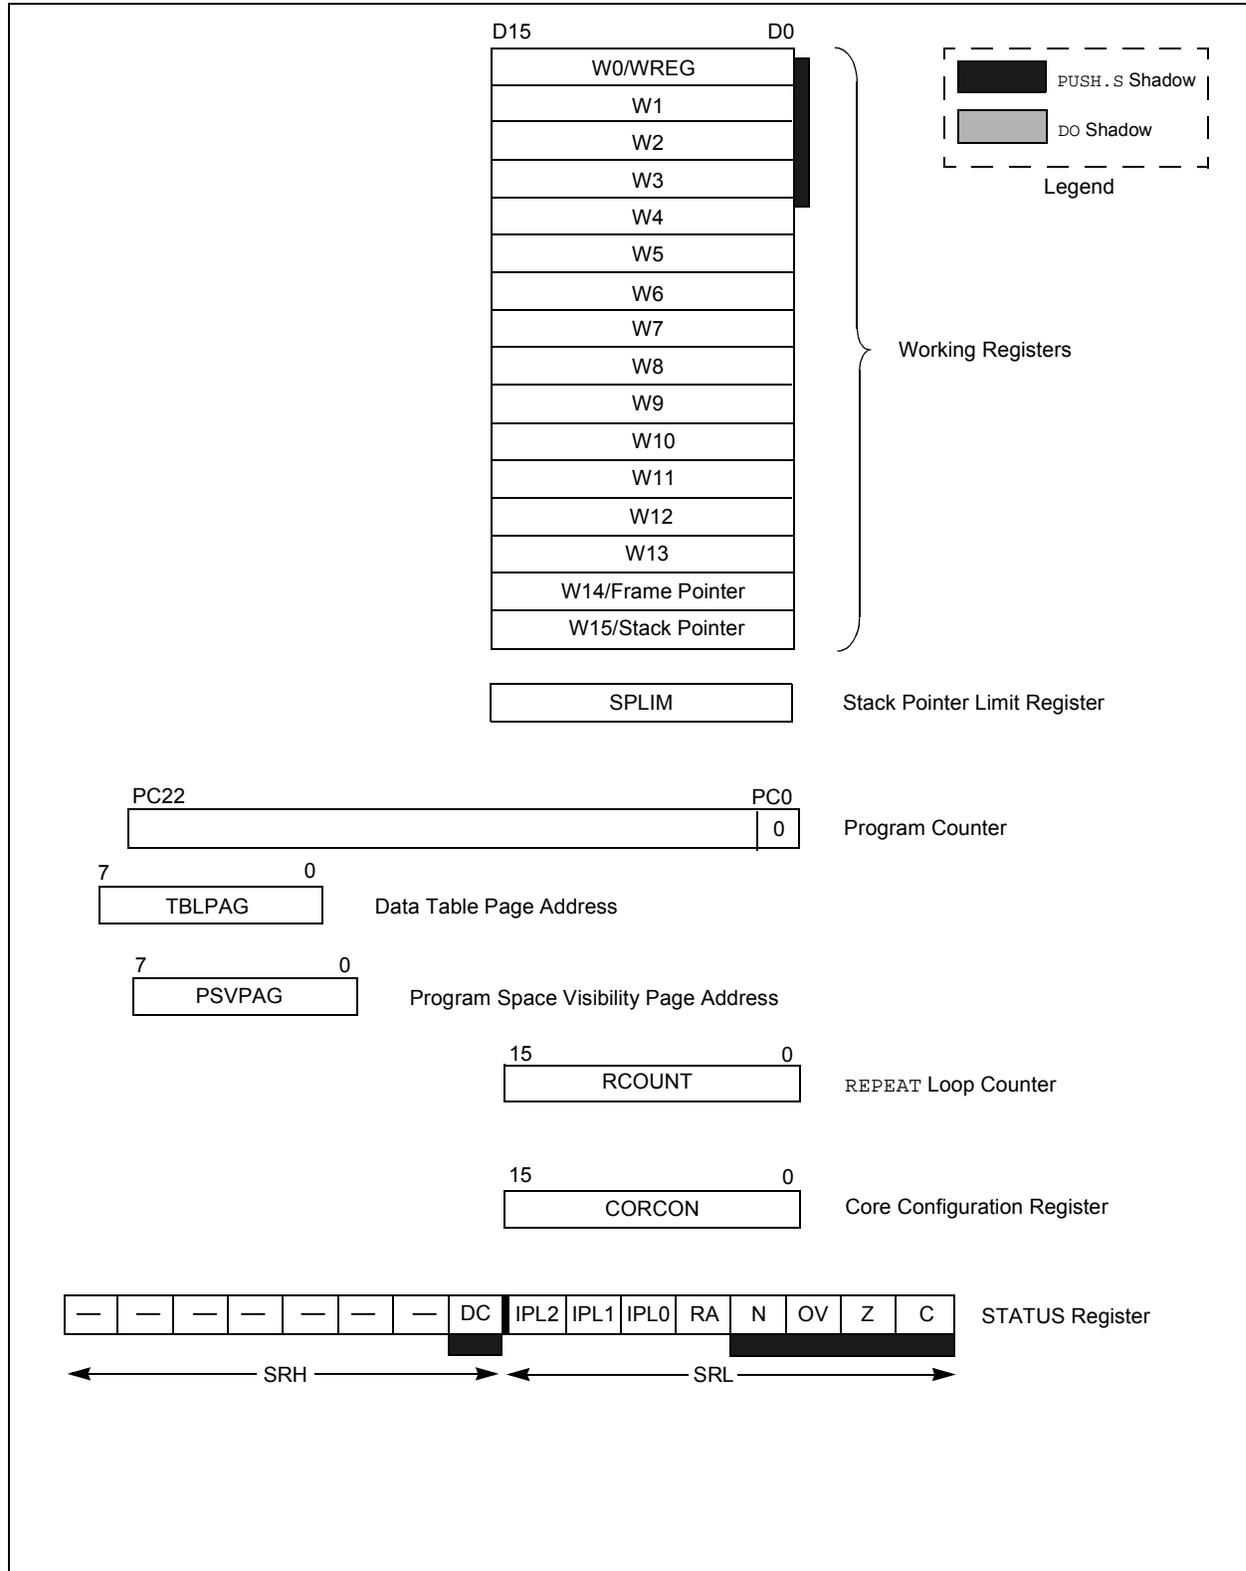 D15 D0
W0/WREG
W1
W2
W3
W4
W5
W6
W7
W8
W9
W10
W11
W12
W13
W14/Frame Pointer
W15/Stack Pointer
PUSH.S Shadow
DO Shadow
Legend
Working Registers
SPLIM Stack Pointer Limit Register
PC22 PC0
0 Program Counter
7 0
TBLPAG Data Table Page Address
7 0
PSVPAG Program Space Visibility Page Address
15 0
RCOUNT REPEAT Loop Counter
15 0
CORCON Core Configuration Register
— — — — — — — DC IPL2 IPL1 IPL0 RA N OV Z C STATUS Register
SRH SRL